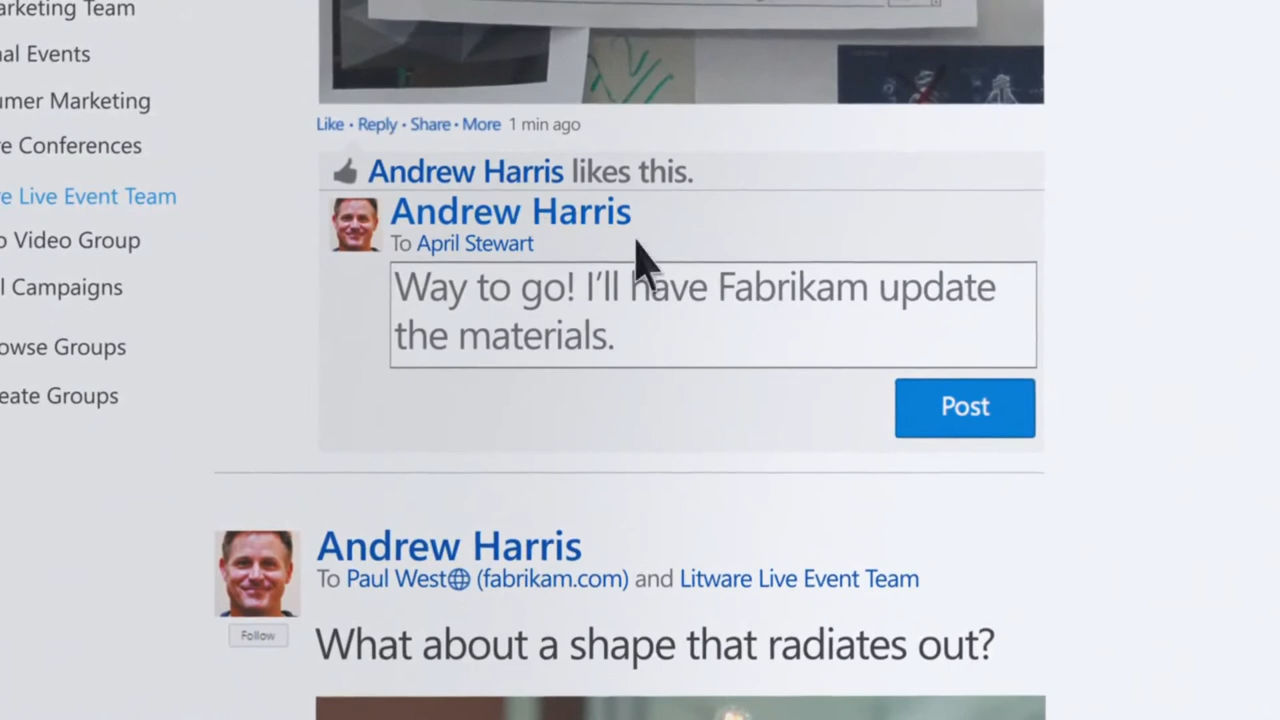 arketing Team
al Events
umer Marketing
e Conferences
e Live Event Team
o Video Group
l Campaigns
owse Groups
eate Groups
Like · Reply · Share · More 1 min ago
Andrew Harris likes this.
Andrew Harris
To April Stewart
Way to go! I'll have Fabrikam update
the materials.
Post
Andrew Harris
To Paul West (fabrikam.com) and Litware Live Event Team
Follow
What about a shape that radiates out?